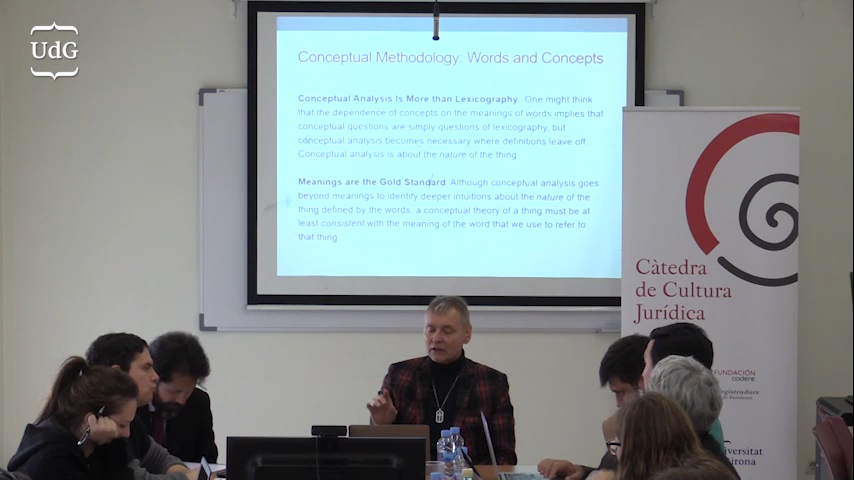 UdG
Conceptual Methodology: Words and Concepts
Conceptual Analysis Is More than Lexicography. One might think
that the dependence of concepts on the meanings of words implies that
conceptual questions are simply questions of lexicography, but
conceptual analysis becomes necessary where definitions leave off.
Conceptual analysis is about the nature of the thing.
Meanings are the Gold Standard. Although conceptual analysis goes
beyond meanings to identify deeper intuitions about the nature of the
thing defined by the words, a conceptual theory of a thing must be at
least consistent with the meaning of the word that we use to refer to
that thing.
Càtedra
de Cultura
Jurídica
FUNDACIÓN
codere